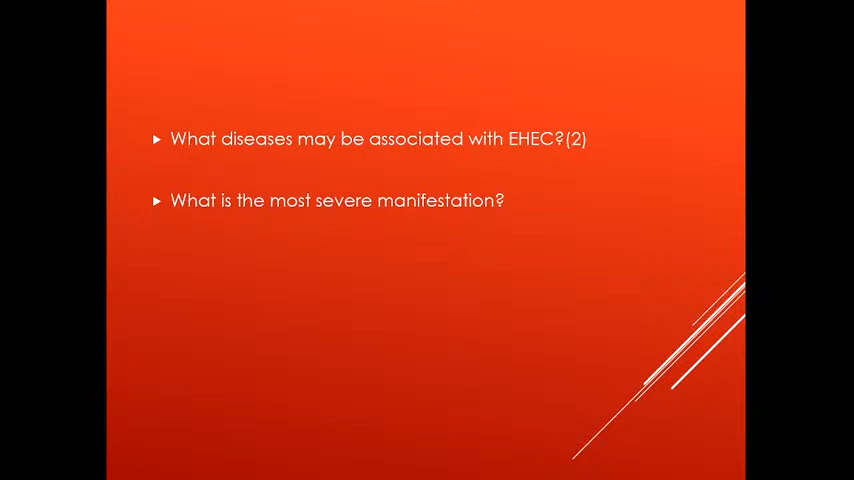 What diseases may be associated with EHEC?(2)
What is the most severe manifestation?